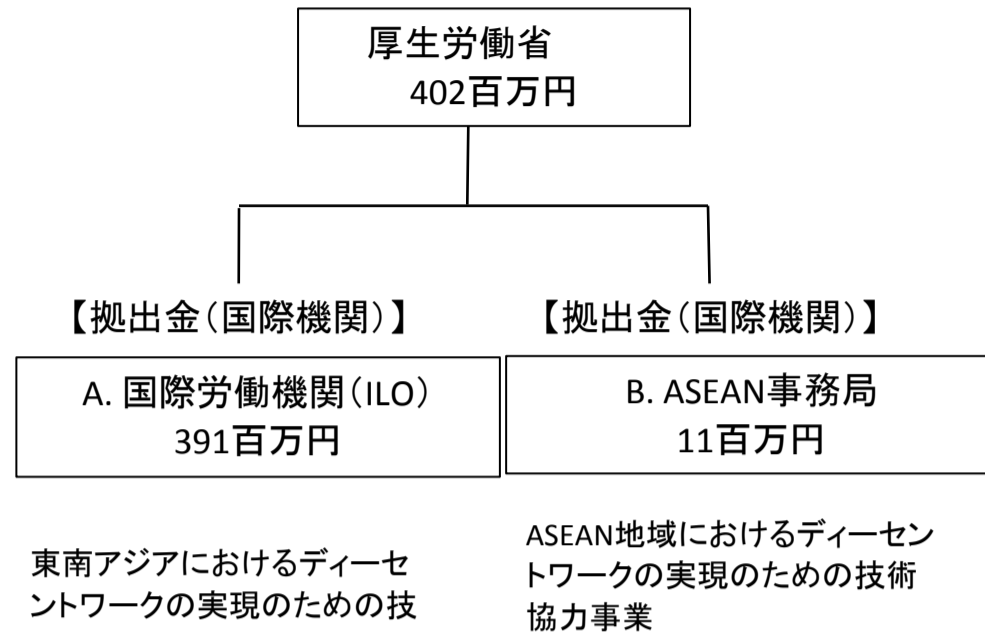 厚生労働省
402百万円
【拠出金(国際機関)】
【拠出金(国際機関)】
A. 国際労働機関(ILO)
391百万円
B. ASEAN事務局
11百万円
東南アジアにおけるディーセ
ントワークの実現のための技
ASEAN地域におけるディーセン
トワークの実現のための技術
協力事業